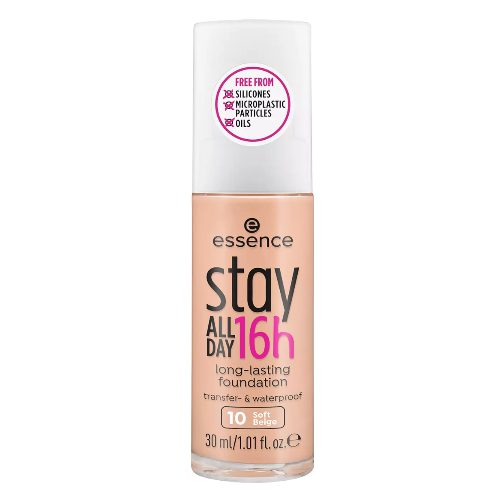 FREE FROM
SILICONES
MICROPLASTIC
PARTICLES
OILS
essence
stay
ALL
DAY 16h
long-lasting
foundation
transfer- & waterproof
10 Soft
Beige
30 ml/1.01 fl. oz.℮